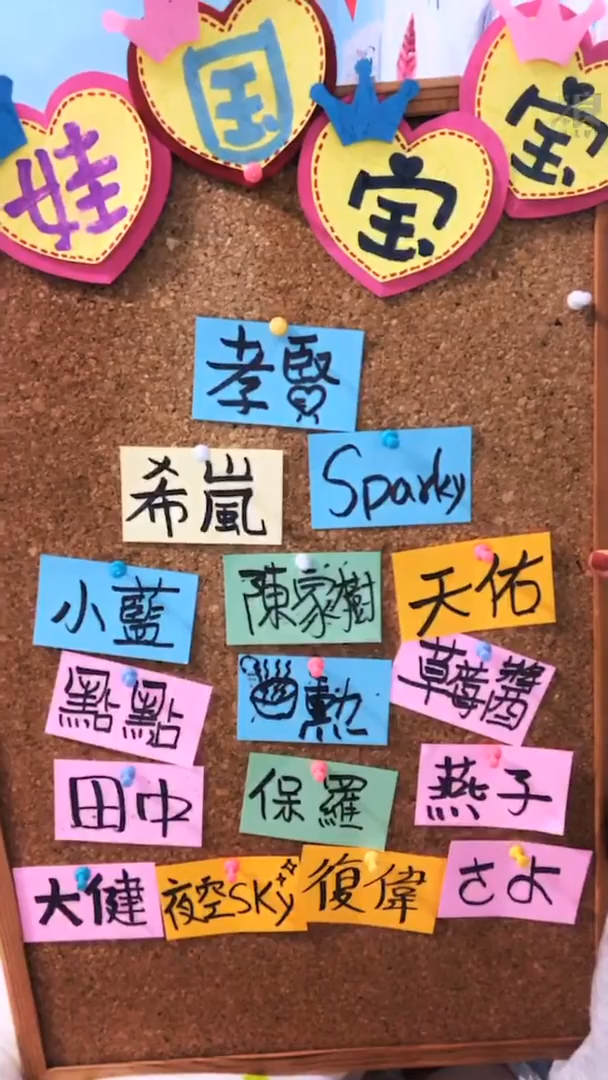 娃国宝宝
孝賢
希嵐 Sparky
小藍 陳家樹 天佑
點點 勳 草莓醬
田中 保羅 燕子
大健 夜空SKy 復偉 さよ